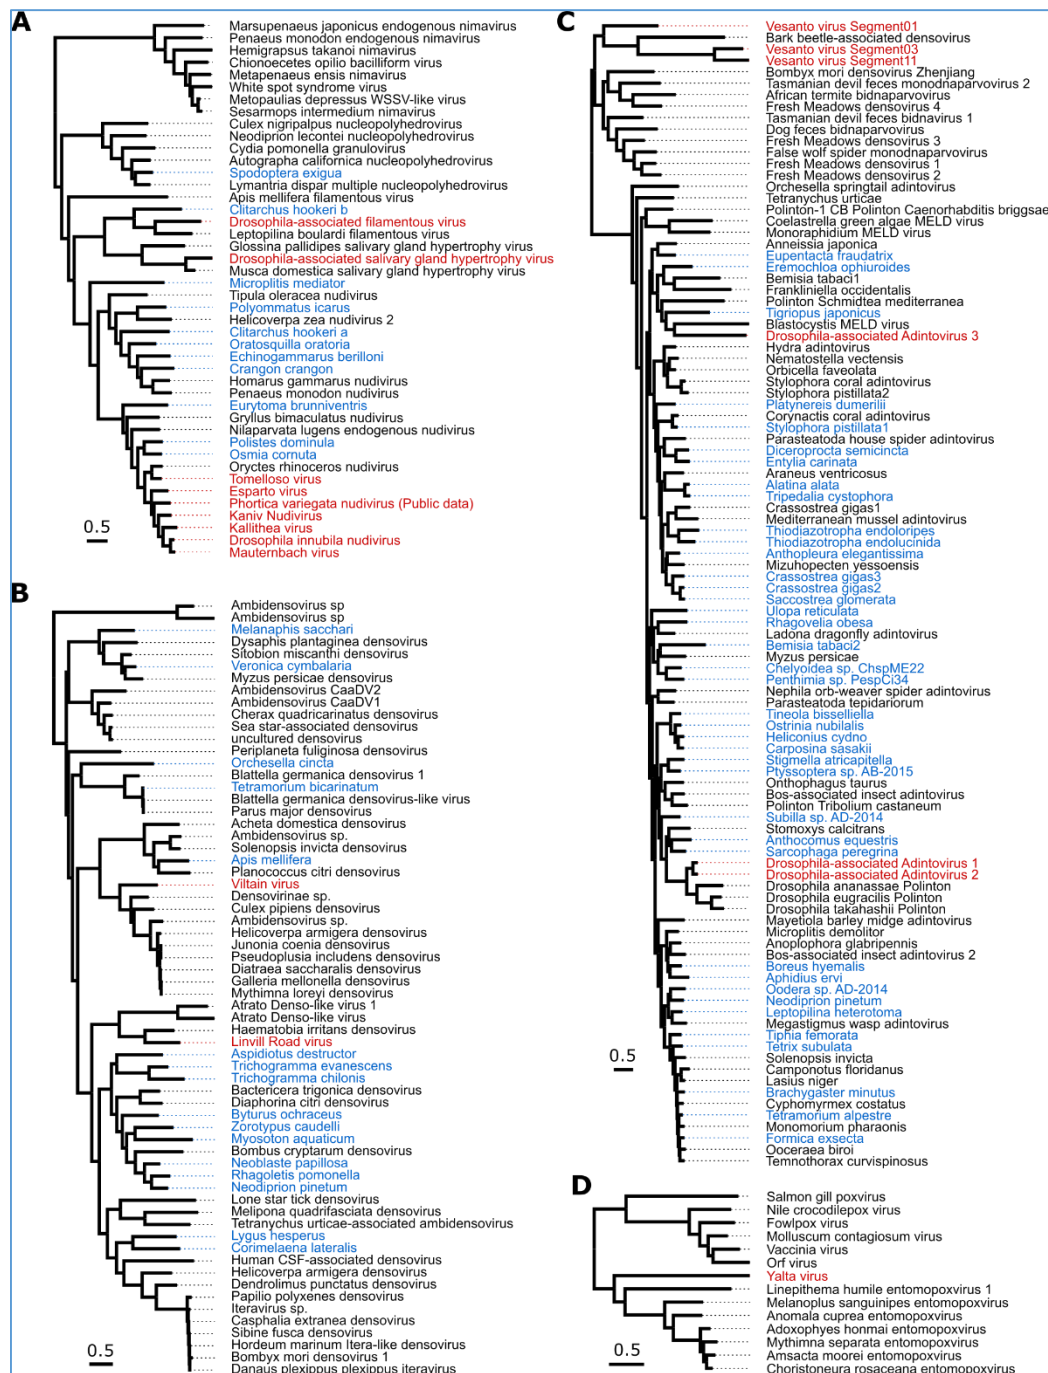 A
Marsupenaeus japonicus endogenous nimavirus
Penaeus monodon endogenous nimavirus
Hemigrapsus takanoi nimavirus
Chionoecetes opilio bacilliform virus
Metapenaeus ensis nimavirus
White spot syndrome virus
Metopaulias depressus WSSV-like virus
Sesarmops intermedium nimavirus
Culex nigripalpus nucleopolyhedrovirus
Neodiprion lecontei nucleopolyhedrovirus
Cydia pomonella granulovirus
Autographa californica nucleopolyhedrovirus
Spodoptera exigua
Lymantria dispar multiple nucleopolyhedrovirus
Apis mellifera filamentous virus
Clitarchus hookeri b
Drosophila-associated filamentous virus
Leptopilina boulardi filamentous virus
Glossina pallidipes salivary gland hypertrophy virus
Drosophila-associated salivary gland hypertrophy virus
Musca domestica salivary gland hypertrophy virus
Microplitis mediator
Tipula oleracea nudivirus
Polyommatus icarus
Helicoverpa zea nudivirus 2
Clitarchus hookeri a
Oratosquilla oratoria
Echinogammarus berilloni
Crangon crangon
Homarus gammarus nudivirus
Penaeus monodon nudivirus
Eurytoma brunniventris
Gryllus bimaculatus nudivirus
Nilaparvata lugens endogenous nudivirus
Polistes dominula
Osmia cornuta
Oryctes rhinoceros nudivirus
Tomelloso virus
Esparto virus
Phortica variegata nudivirus (Public data)
Kaniv Nudivirus
Kallithea virus
Drosophila innubila nudivirus
Mauternbach virus
0.5
B
Ambidensovirus sp
Ambidensovirus sp
Melanaphis sacchari
Dysaphis plantaginea densovirus
Sitobion miscanthi densovirus
Veronica cymbalaria
Myzus persicae densovirus
Ambidensovirus CaaDV2
Ambidensovirus CaaDV1
Cherax quadricarinatus densovirus
Sea star-associated densovirus
uncultured densovirus
Periplaneta fuliginosa densovirus
Orchesella cincta
Blattella germanica densovirus 1
Tetramorium bicarinatum
Blattella germanica densovirus-like virus
Parus major densovirus
Acheta domestica densovirus
Ambidensovirus sp.
Solenopsis invicta densovirus
Apis mellifera
Planococcus citri densovirus
Viltain virus
Densovirinae sp.
Culex pipiens densovirus
Ambidensovirus sp.
Helicoverpa armigera densovirus
Junonia coenia densovirus
Pseudoplusia includens densovirus
Diatraea saccharalis densovirus
Galleria mellonella densovirus
Mythimna loreyi densovirus
Atrato Denso-like virus 1
Atrato Denso-like virus
Haematobia irritans densovirus
Linvill Road virus
Aspidiotus destructor
Trichogramma evanescens
Trichogramma chilonis
Bactericera trigonica densovirus
Diaphorina citri densovirus
Byturus ochraceus
Zorotypus caudelli
Myosoton aquaticum
Bombus cryptarum densovirus
Neoblaste papillosa
Rhagoletis pomonella
Neodiprion pinetum
Lone star tick densovirus
Melipona quadrifasciata densovirus
Tetranychus urticae-associated ambidensovirus
Lygus hesperus
Corimelaena lateralis
Human CSF-associated densovirus
Helicoverpa armigera densovirus
Dendrolimus punctatus densovirus
Papilio polyxenes densovirus
Iteravirus sp.
Casphalia extranea densovirus
Sibine fusca densovirus
Hordeum marinum Itera-like densovirus
Bombyx mori densovirus 1
Danaus plexippus plexippus iteravirus
0.5
C
Vesanto virus Segment01
Bark beetle-associated densovirus
Vesanto virus Segment03
Vesanto virus Segment11
Bombyx mori densovirus Zhenjiang
Tasmanian devil feces monodnaparvovirus 2
African termite bidnaparvovirus
Fresh Meadows densovirus 4
Tasmanian devil feces bidnavirus 1
Dog feces bidnaparvovirus
Fresh Meadows densovirus 3
False wolf spider monodnaparvovirus
Fresh Meadows densovirus 1
Fresh Meadows densovirus 2
Orchesella springtail adintovirus
Tetranychus urticae
Polinton-1 CB Polinton Caenorhabditis briggsae
Coelastrella green algae MELD virus
Monoraphidium MELD virus
Anneissia japonica
Eupentacta fraudatrix
Eremochloa ophiuroides
Bemisia tabaci1
Frankliniella occidentalis
Polinton Schmidtea mediterranea
Tigriopus japonicus
Blastocystis MELD virus
Drosophila-associated Adintovirus 3
Hydra adintovirus
Nematostella vectensis
Orbicella faveolata
Stylophora coral adintovirus
Stylophora pistillata2
Platynereis dumerilii
Corynactis coral adintovirus
Stylophora pistillata1
Parasteatoda house spider adintovirus
Diceroprocta semicincta
Entylia carinata
Araneus ventricosus
Alatina alata
Tripedalia cystophora
Crassostrea gigas1
Mediterranean mussel adintovirus
Thiodiazotropha endoloripes
Thiodiazotropha endolucinida
Anthopleura elegantissima
Mizuhopecten yessoensis
Crassostrea gigas3
Crassostrea gigas2
Saccostrea glomerata
Ulopa reticulata
Rhagovelia obesa
Ladona dragonfly adintovirus
Bemisia tabaci2
Myzus persicae
Chelyoidea sp. ChspME22
Penthimia sp. PespCi34
Nephila orb-weaver spider adintovirus
Parasteatoda tepidariorum
Tineola bisselliella
Ostrinia nubilalis
Heliconius cydno
Carposina sasakii
Stigmella atricapitella
Ptyssoptera sp. AB-2015
Onthophagus taurus
Bos-associated insect adintovirus
Polinton Tribolium castaneum
Subilla sp. AD-2014
Stomoxys calcitrans
Anthocomus equestris
Sarcophaga peregrina
Drosophila-associated Adintovirus 1
Drosophila-associated Adintovirus 2
Drosophila ananassae Polinton
Drosophila eugracilis Polinton
Drosophila takahashii Polinton
Mayetiola barley midge adintovirus
Microplitis demolitor
Anoplophora glabripennis
Bos-associated insect adintovirus 2
Boreus hyemalis
Aphidius ervi
Oodera sp. AD-2014
Neodiprion pinetum
Leptopilina heterotoma
Megastigmus wasp adintovirus
Tiphia femorata
Tetrix subulata
Solenopsis invicta
Camponotus floridanus
Lasius niger
Brachygaster minutus
Cyphomyrmex costatus
Tetramorium alpestre
Monomorium pharaonis
Formica exsecta
Ooceraea biroi
Temnothorax curvispinosus
0.5
D
Salmon gill poxvirus
Nile crocodilepox virus
Fowlpox virus
Molluscum contagiosum virus
Vaccinia virus
Orf virus
Yalta virus
Linepithema humile entomopoxvirus 1
Melanoplus sanguinipes entomopoxvirus
Anomala cuprea entomopoxvirus
Adoxophyes honmai entomopoxvirus
Mythimna separata entomopoxvirus
Amsacta moorei entomopoxvirus
Choristoneura rosaceana entomopoxvirus
0.5